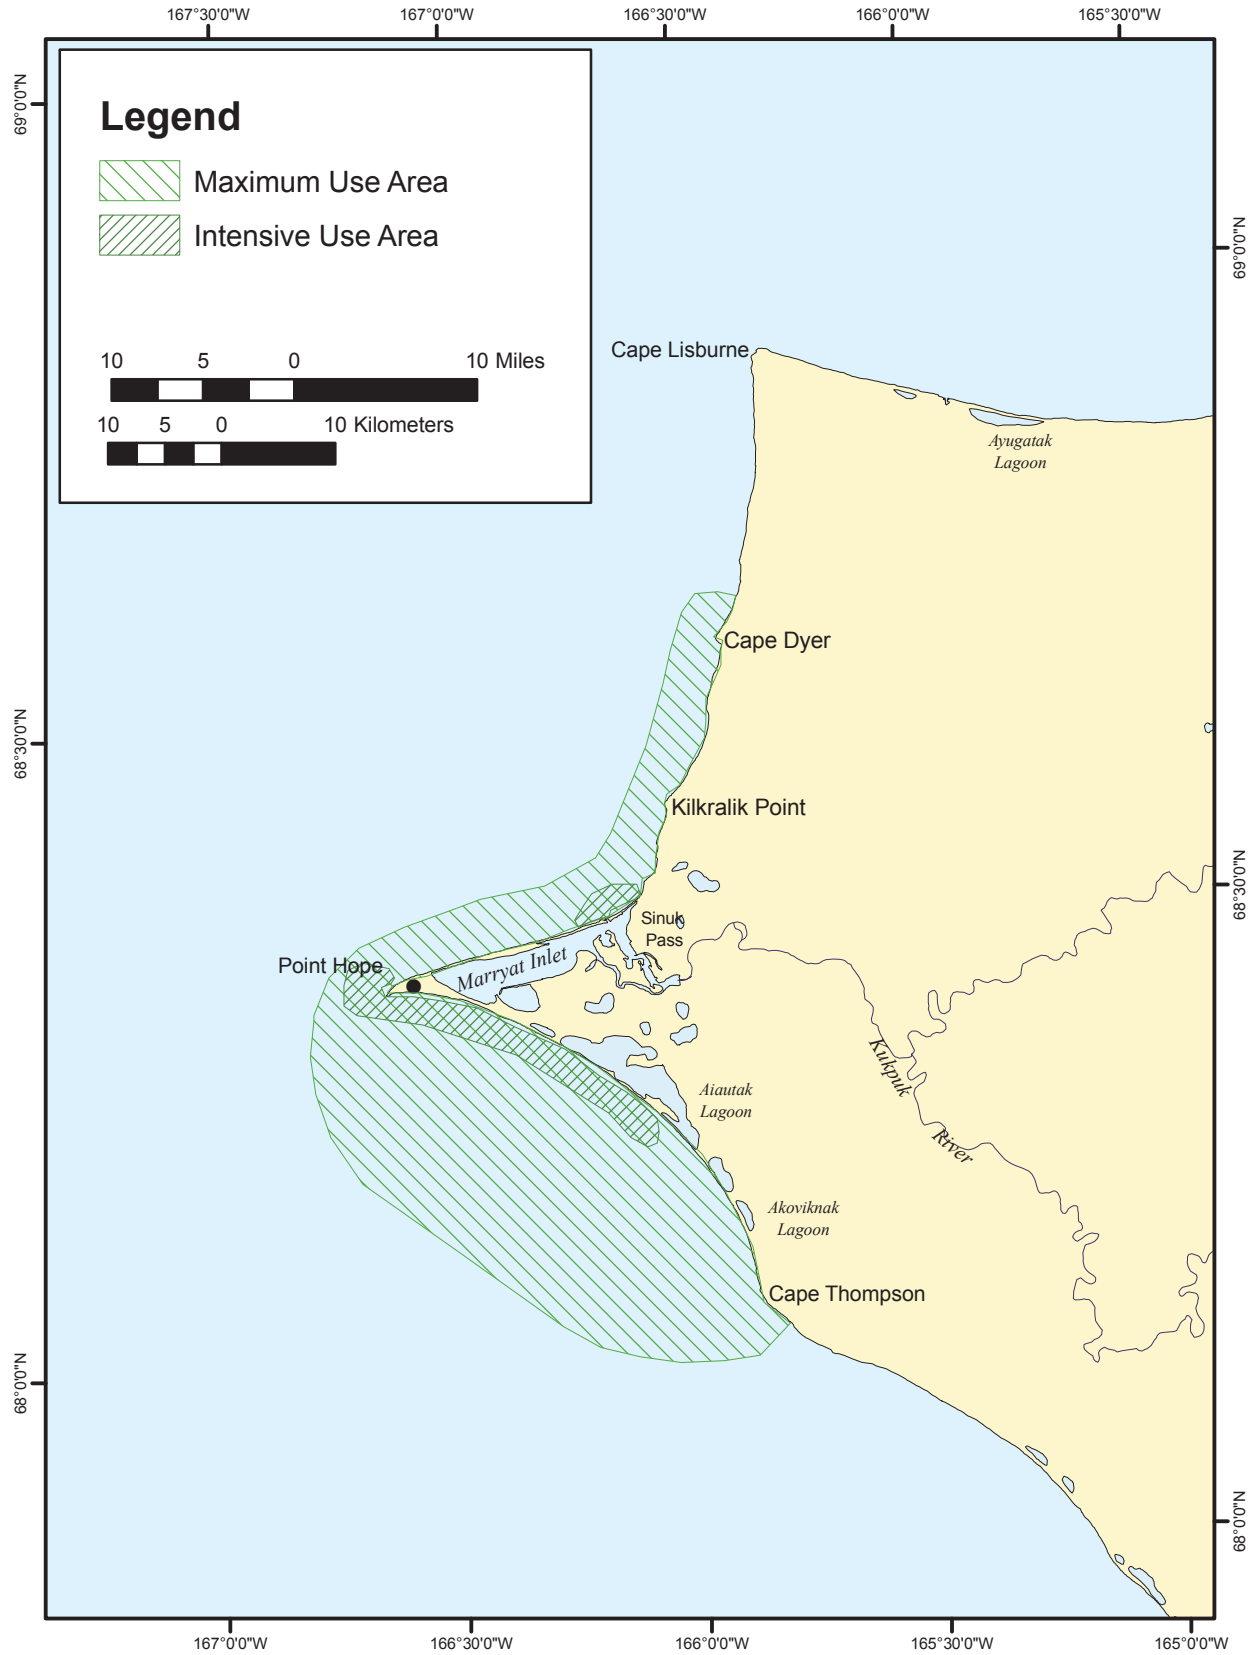 167°30'0"W 167°0'0"W 166°30'0"W 166°0'0"W 165°30'0"W
69°0'0"N
69°0'0"N
Legend
Maximum Use Area
Intensive Use Area
10 5 0 10 Miles
10 5 0 10 Kilometers
Cape Lisburne
Ayugatak
Lagoon
Cape Dyer
68°30'0"N
Kilkralik Point
68°30'0"N
Sinuk
Pass
Point Hope
Marryat Inlet
Kukpuk
River
Aiautak
Lagoon
Akoviknak
Lagoon
Cape Thompson
68°0'0"N
68°0'0"N
167°0'0"W 166°30'0"W 166°0'0"W 165°30'0"W 165°0'0"W